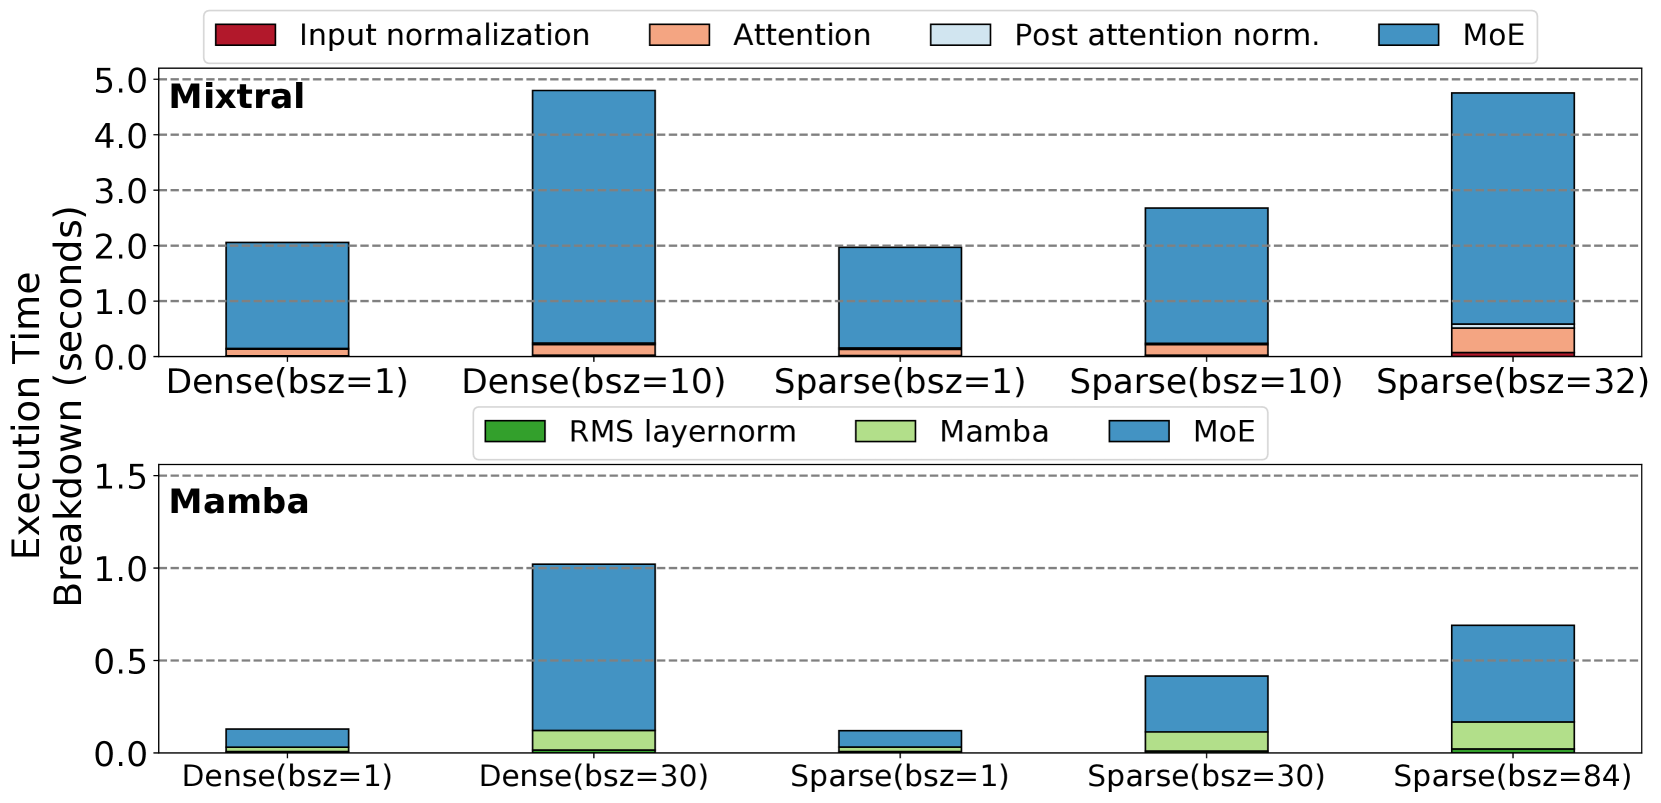 Input normalization Attention Post attention norm. MoE
Execution Time
Breakdown (seconds)
Mixtral
5.0
4.0
3.0
2.0
1.0
0.0
Dense(bsz=1) Dense(bsz=10) Sparse(bsz=1) Sparse(bsz=10) Sparse(bsz=32)
RMS layernorm Mamba MoE
Mamba
1.5
1.0
0.5
0.0
Dense(bsz=1) Dense(bsz=30) Sparse(bsz=1) Sparse(bsz=30) Sparse(bsz=84)